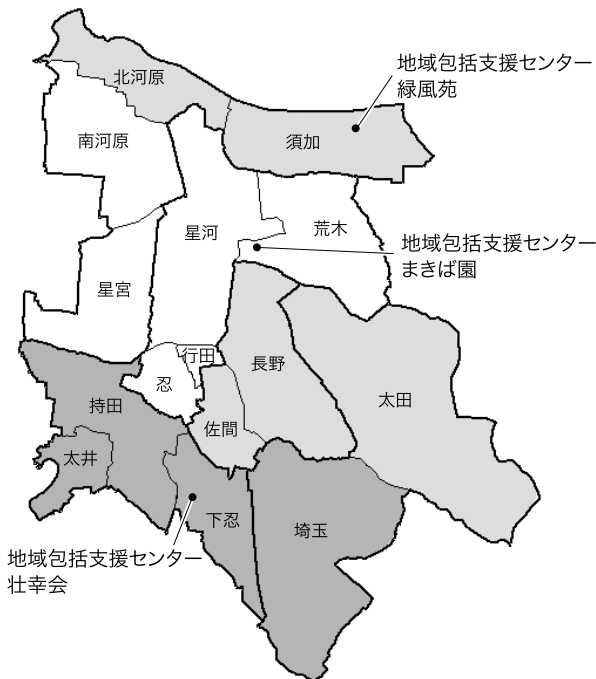 地域包括支援センター
緑風苑
北河原
南河原
須加
星河
荒木
地域包括支援センター
まきば園
星宮
行田
忍
長野
持田
太田
佐間
太井
下忍
埼玉
地域包括支援センター
壮幸会